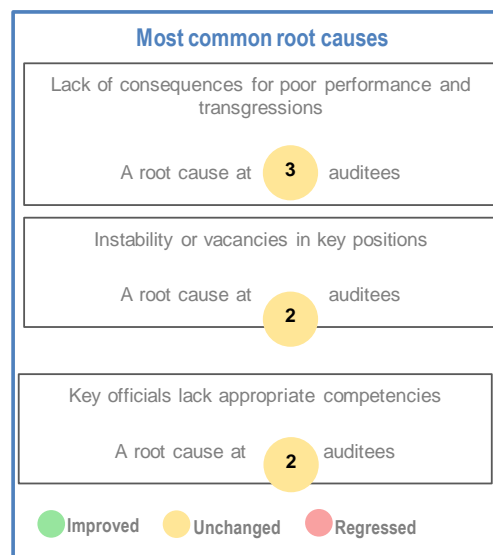 Most common root causes
Lack of consequences for poor performance and
transgressions
A root cause at 3 auditees
Instability or vacancies in key positions
A root cause at 2 auditees
Key officials lack appropriate competencies
A root cause at 2 auditees
Improved Unchanged Regressed